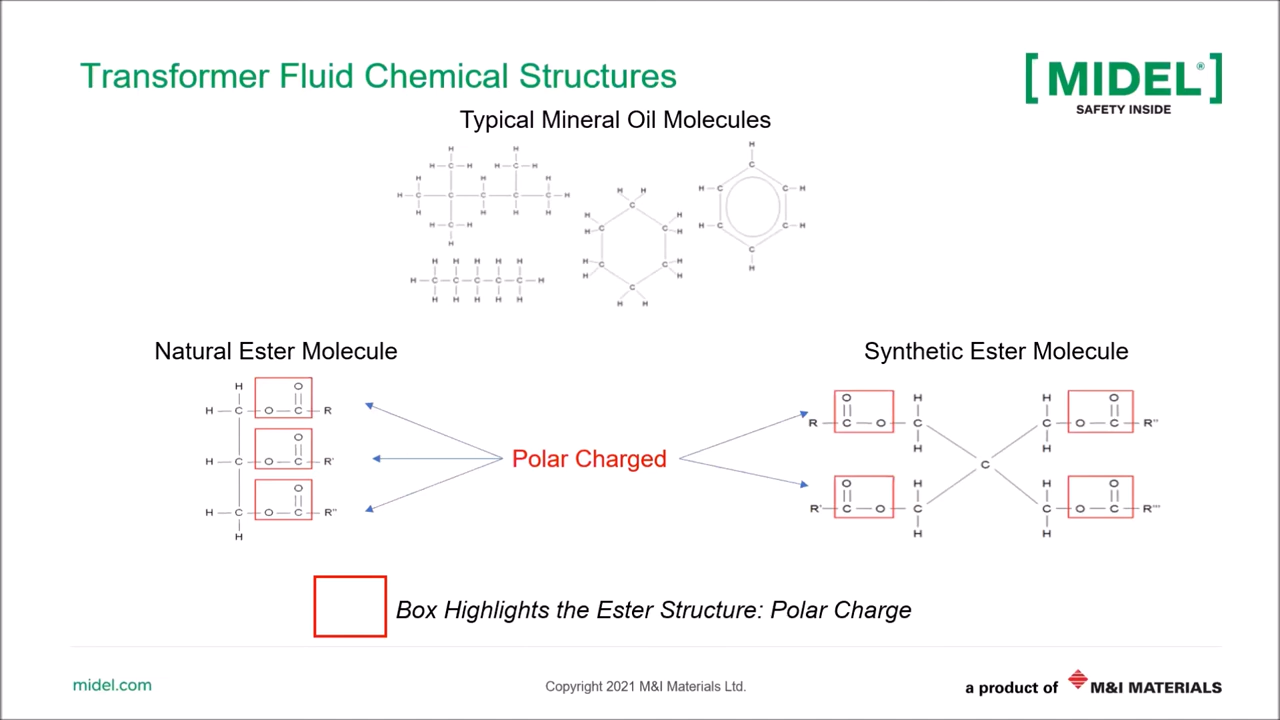 Transformer Fluid Chemical Structures
[MIDEL®]
SAFETY INSIDE
Typical Mineral Oil Molecules
H H
H C H H C H
H H H H
H C C C C C H
H H H H
H C H
H
H H H H H
H C C C C C H
H H H H H
H H
C
H H
H C C H
H H
H C C H
H H
C
H H
H
C
H C C H
H C C H
C
H
Natural Ester Molecule
Synthetic Ester Molecule
H O
H — C — O — C — R
O
H — C — O — C — R'
O
H — C — O — C — R''
H
Polar Charged
O H
R — C — O — C
H
O H
R' — C — O — C
H
C
H O
C — O — C — R''
H
H O
C — O — C — R'''
H
Box Highlights the Ester Structure: Polar Charge
midel.com
Copyright 2021 M&I Materials Ltd.
a product of M&I MATERIALS